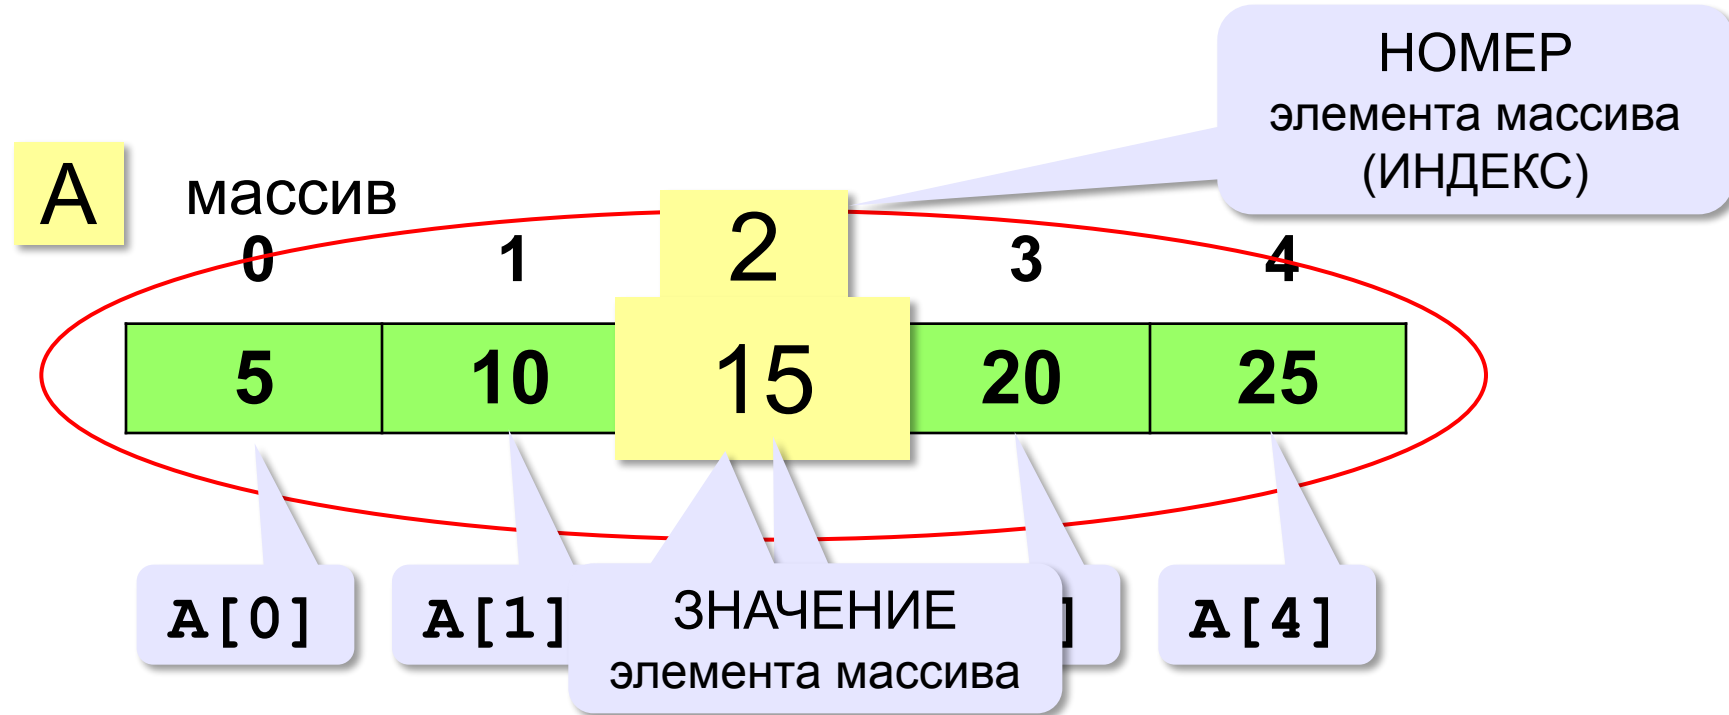 НОМЕР
элемента массива
(ИНДЕКС)
A
массив
0 1 2 3 4
5 10 15 20 25
A[0] A[1] ] A[4]
ЗНАЧЕНИЕ
элемента массива